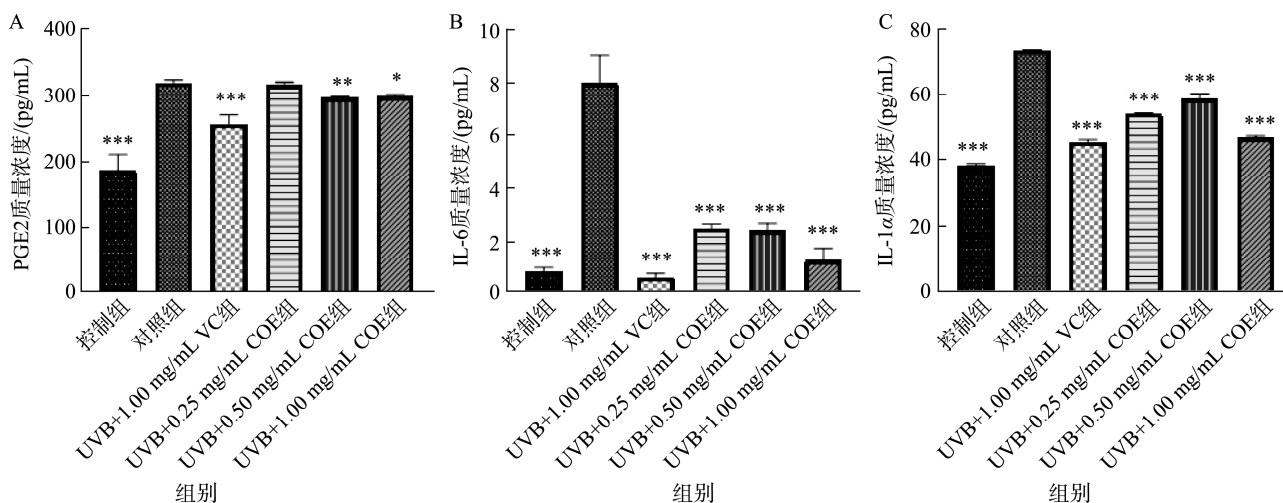 A
PGE2质量浓度/(pg/mL)
400
300
200
100
0
***
***
**
*
控制组
对照组
UVB+1.00 mg/mL VC组
UVB+0.25 mg/mL COE组
UVB+0.50 mg/mL COE组
UVB+1.00 mg/mL COE组
组别
B
IL-6质量浓度/(pg/mL)
10
8
6
4
2
0
***
***
***
***
***
控制组
对照组
UVB+1.00 mg/mL VC组
UVB+0.25 mg/mL COE组
UVB+0.50 mg/mL COE组
UVB+1.00 mg/mL COE组
组别
C
IL-1α质量浓度/(pg/mL)
80
60
40
20
0
***
***
***
***
***
控制组
对照组
UVB+1.00 mg/mL VC组
UVB+0.25 mg/mL COE组
UVB+0.50 mg/mL COE组
UVB+1.00 mg/mL COE组
组别